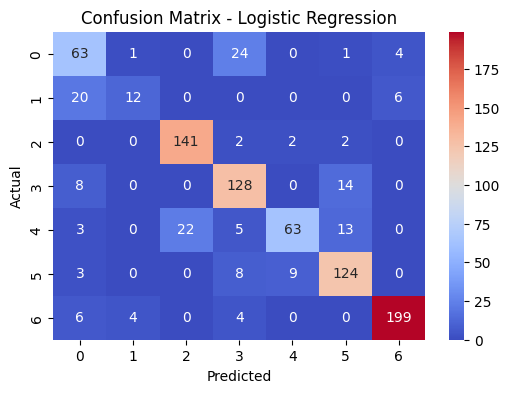 Confusion Matrix - Logistic Regression
0 63 1 0 24 0 1 4
1 20 12 0 0 0 0 6
2 0 0 141 2 2 2 0
3 8 0 0 128 0 14 0
4 3 0 22 5 63 13 0
5 3 0 0 8 9 124 0
6 6 4 0 4 0 0 199
0 1 2 3 4 5 6
Actual
Predicted
175
150
125
100
75
50
25
0